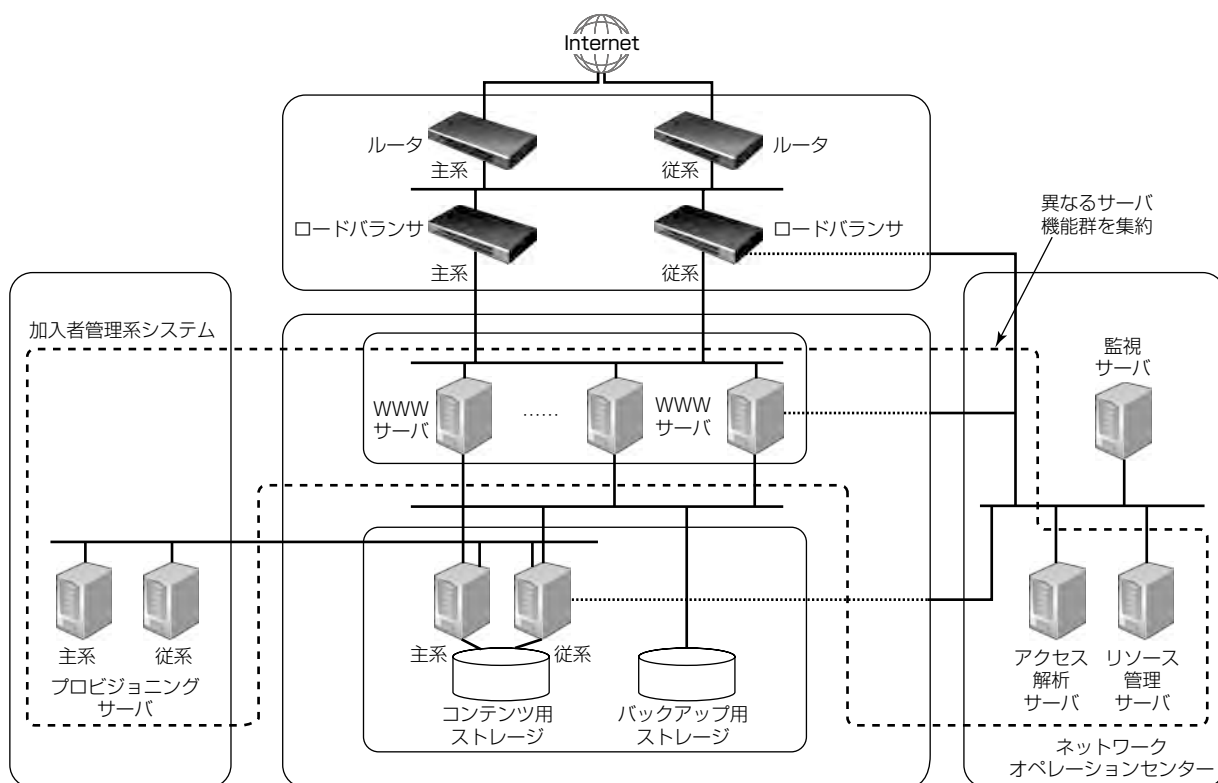 Internet
ルータ
主系
従系
ルータ
ロードバランサ
主系
従系
ロードバランサ
異なるサーバ
機能群を集約
加入者管理系システム
監視
サーバ
WWW
サーバ
……
WWW
サーバ
主系
従系
プロビジョニング
サーバ
主系
従系
コンテンツ用
ストレージ
バックアップ用
ストレージ
アクセス
解析
サーバ
リソース
管理
サーバ
ネットワーク
オペレーションセンター